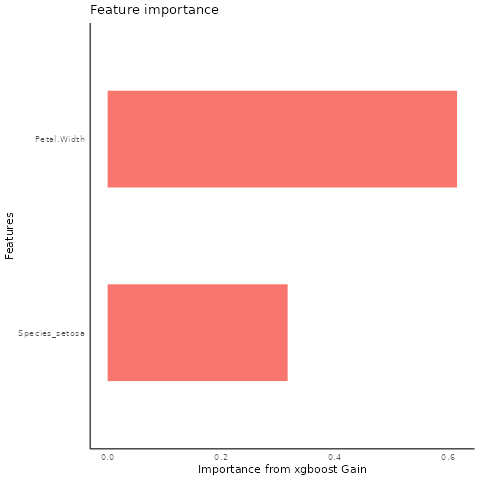 Feature importance
Features
Petal.Width
Species_setosa
0.0 0.2 0.4 0.6
Importance from xgboost Gain